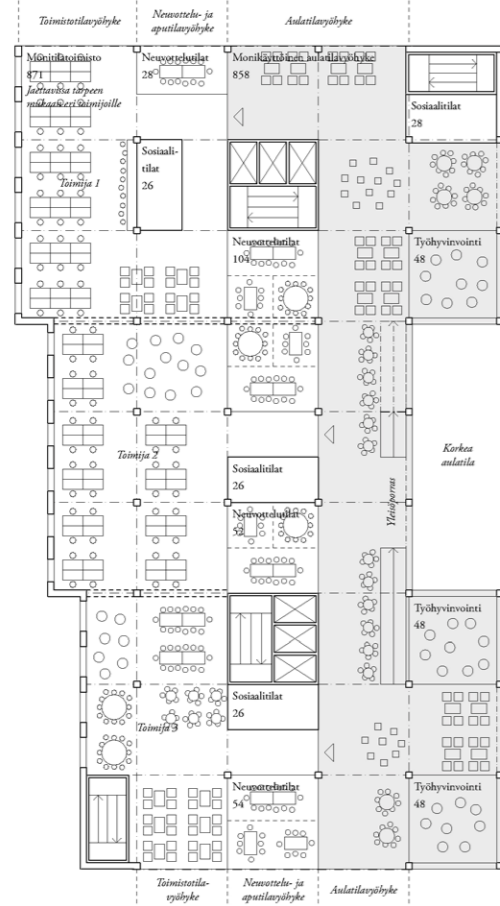 Toimistotilavyöhyke
Neuvottelu- ja
aputilavyöhyke
Aulatilavyöhyke
Monitilatoimisto
871
Jaettavissa tarpeen
mukaan eri toimijoille
Neuvottelutilat
28
Monikäyttöinen aulatilavyöhyke
858
Sosiaalitilat
28
Toimija 1
Sosiaali-
tilat
26
Neuvottelutilat
104
Työhyvinvointi
48
Toimija 2
Sosiaalitilat
26
Korkea
aulatila
Yleisöporras
Neuvottelutilat
52
Työhyvinvointi
48
Sosiaalitilat
26
Toimija 3
Neuvottelutilat
54
Työhyvinvointi
48
Toimistotila-
vyöhyke
Neuvottelu- ja
aputilavyöhyke
Aulatilavyöhyke